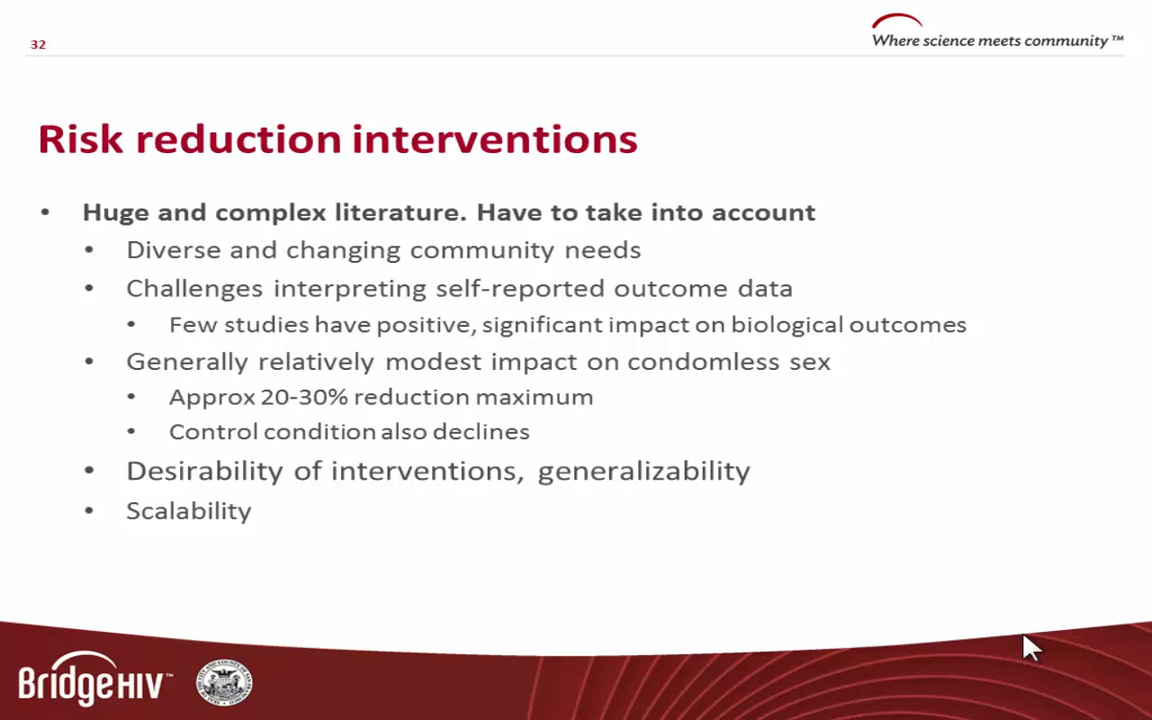 32
Where science meets community™
Risk reduction interventions
• Huge and complex literature. Have to take into account
• Diverse and changing community needs
• Challenges interpreting self-reported outcome data
• Few studies have positive, significant impact on biological outcomes
• Generally relatively modest impact on condomless sex
• Approx 20-30% reduction maximum
• Control condition also declines
• Desirability of interventions, generalizability
• Scalability
BridgeHIV™